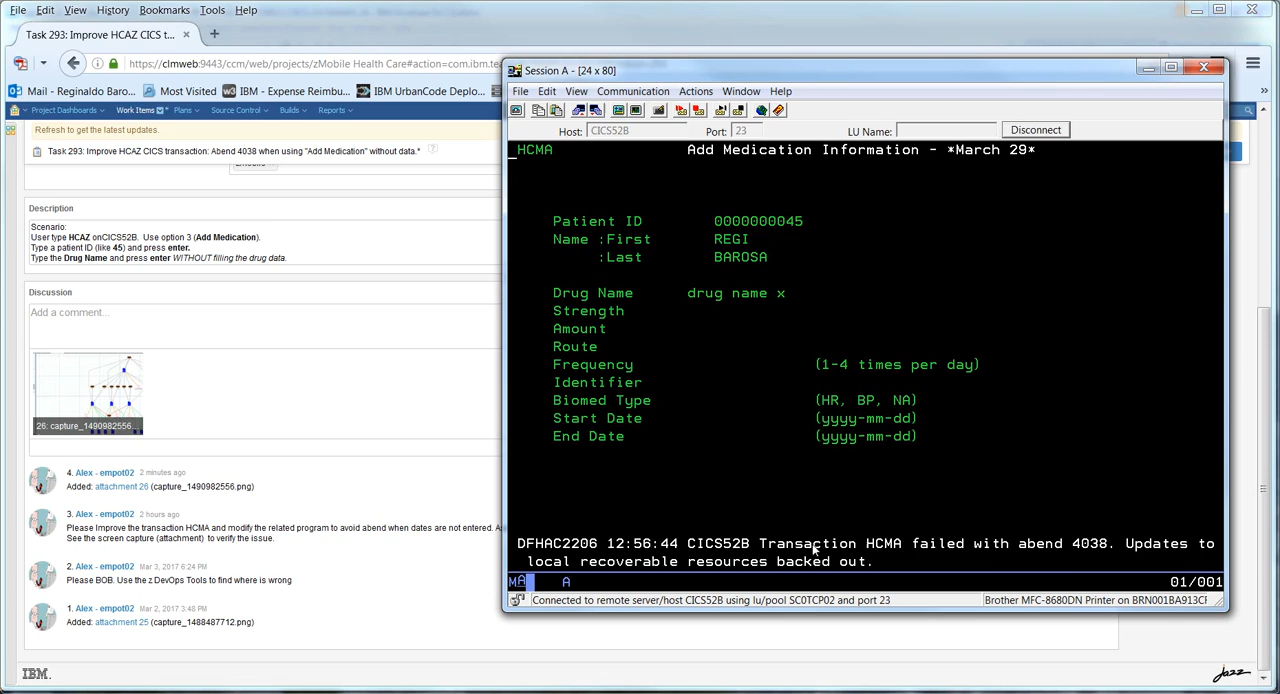 File Edit View History Bookmarks Tools Help
Task 293: Improve HCAZ CICS t...
https://clmweb:9443/ccm/web/projects/zMobile Health Care#action=com.ibm.te
Mail - Reginaldo Baro... Most Visited IBM - Expense Reimbu... IBM UrbanCode Deplo...
Project Dashboards Work Items Plans Source Control Builds Reports
Refresh to get the latest updates.
Task 293: Improve HCAZ CICS transaction: Abend 4038 when using "Add Medication" without data.*
Description
Scenario:
User type HCAZ onCICS52B. Use option 3 (Add Medication).
Type a patient ID (like 45) and press enter.
Type the Drug Name and press enter WITHOUT filling the drug data.
Discussion
Add a comment...
26: capture_1490982556...
4. Alex - empot02 2 minutes ago
Added: attachment 26 (capture_1490982556.png)
3. Alex - empot02 2 hours ago
Please Improve the transaction HCMA and modify the related program to avoid abend when dates are not entered. As
See the screen capture (attachment) to verify the issue.
2. Alex - empot02 Mar 3, 2017 6:24 PM
Please BOB. Use the z DevOps Tools to find where is wrong
1. Alex - empot02 Mar 2, 2017 3:48 PM
Added: attachment 25 (capture_1488487712.png)
IBM.
Jazz
Session A - [24 x 80]
File Edit View Communication Actions Window Help
Host: CICS52B Port: 23 LU Name: Disconnect
HCMA Add Medication Information - *March 29*
Patient ID 0000000045
Name :First REGI
:Last BAROSA
Drug Name drug name x
Strength
Amount
Route
Frequency (1-4 times per day)
Identifier
Biomed Type (HR, BP, NA)
Start Date (yyyy-mm-dd)
End Date (yyyy-mm-dd)
DFHAC2206 12:56:44 CICS52B Transaction HCMA failed with abend 4038. Updates to
local recoverable resources backed out.
MA A 01/001
Connected to remote server/host CICS52B using lu/pool SC0TCP02 and port 23 Brother MFC-8680DN Printer on BRN001BA913CF